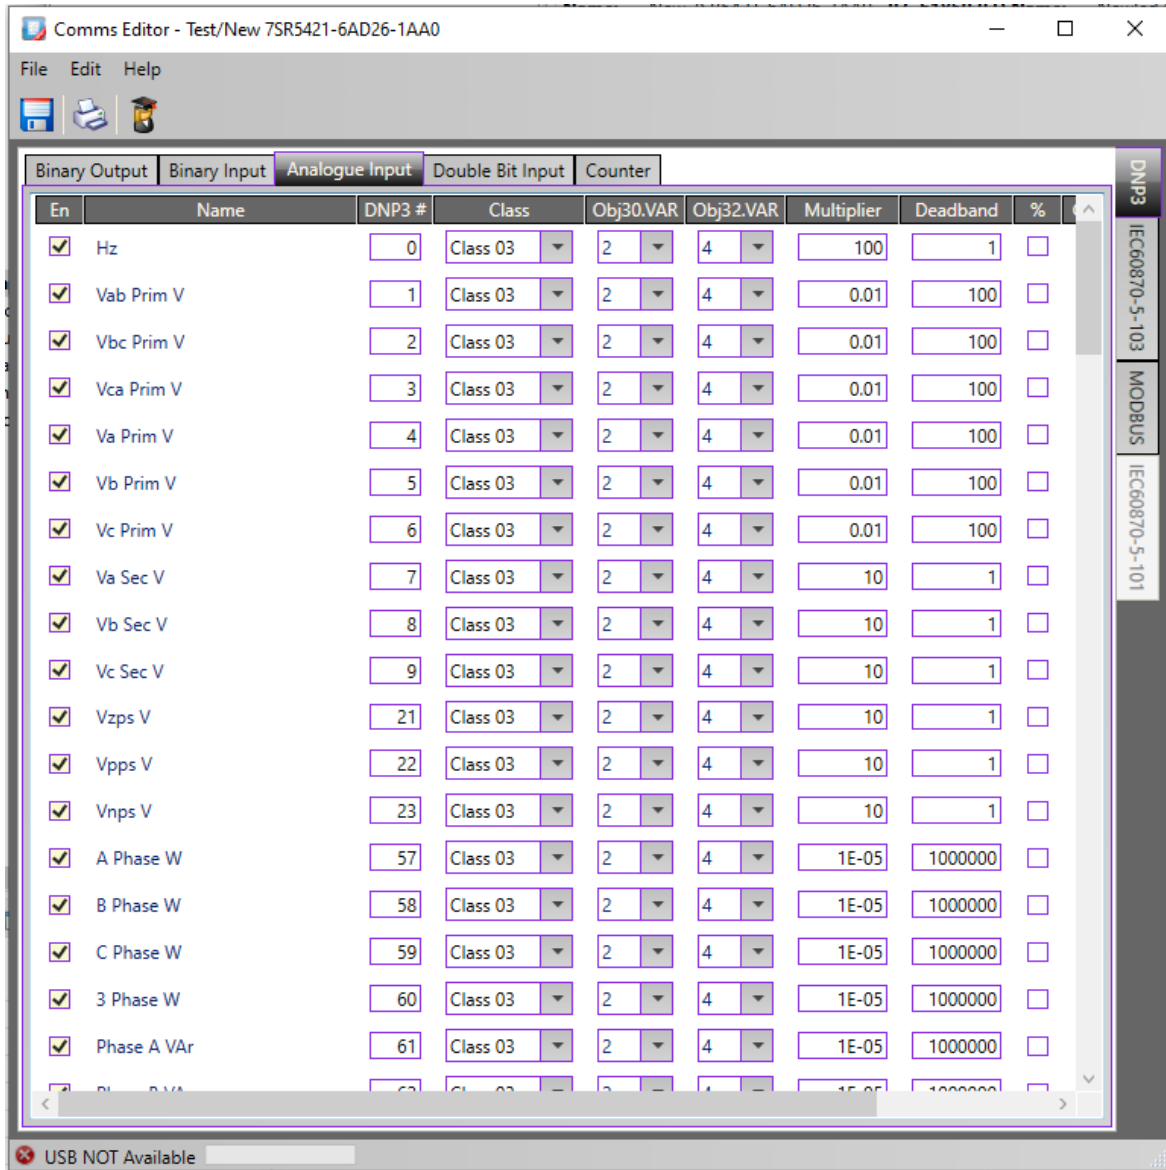 Comms Editor - Test/New 7SR5421-6AD26-1AA0
File Edit Help
Binary Output Binary Input Analogue Input Double Bit Input Counter
En Name DNP3 # Class Obj30.VAR Obj32.VAR Multiplier Deadband %
Hz 0 Class 03 2 4 100 1
Vab Prim V 1 Class 03 2 4 0.01 100
Vbc Prim V 2 Class 03 2 4 0.01 100
Vca Prim V 3 Class 03 2 4 0.01 100
Va Prim V 4 Class 03 2 4 0.01 100
Vb Prim V 5 Class 03 2 4 0.01 100
Vc Prim V 6 Class 03 2 4 0.01 100
Va Sec V 7 Class 03 2 4 10 1
Vb Sec V 8 Class 03 2 4 10 1
Vc Sec V 9 Class 03 2 4 10 1
Vzps V 21 Class 03 2 4 10 1
Vpps V 22 Class 03 2 4 10 1
Vnps V 23 Class 03 2 4 10 1
A Phase W 57 Class 03 2 4 1E-05 1000000
B Phase W 58 Class 03 2 4 1E-05 1000000
C Phase W 59 Class 03 2 4 1E-05 1000000
3 Phase W 60 Class 03 2 4 1E-05 1000000
Phase A VAr 61 Class 03 2 4 1E-05 1000000
DNP3
IEC60870-5-103
MODBUS
IEC60870-5-101
USB NOT Available